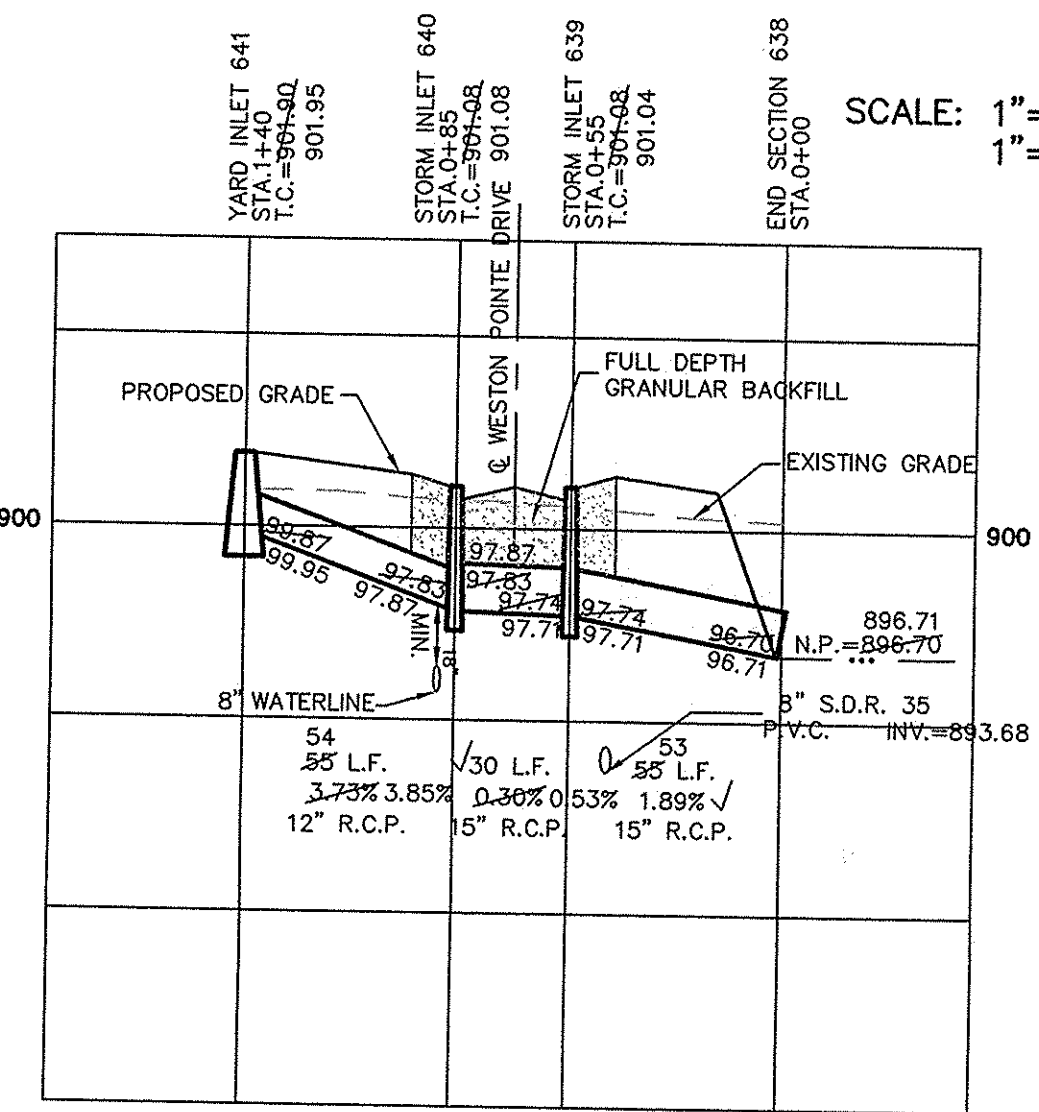 YARD INLET 641
STA.1+40
T.C.=901.90
901.95
STORM INLET 640
STA.0+85
T.C.=901.08
℄ WESTON POINTE DRIVE 901.08
STORM INLET 639
STA.0+55
T.C.=901.08
901.04
END SECTION 638
STA.0+00
SCALE: 1"=
1"=
PROPOSED GRADE
FULL DEPTH
GRANULAR BACKFILL
EXISTING GRADE
900
900
99.87
99.95
97.83
97.87
97.87
97.83
97.74
97.71
97.74
97.71
96.70
96.71
896.71
N.P.=896.70
MIN.
18"
8" WATERLINE
8" S.D.R. 35
P.V.C. INV.=893.68
54
55 L.F.
3.73% 3.85%
12" R.C.P.
√30 L.F.
0.30% 0.53%
15" R.C.P.
53
55 L.F.
1.89% √
15" R.C.P.